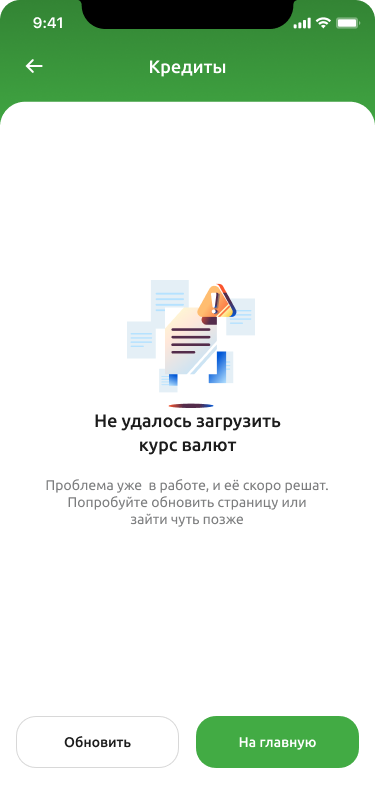 9:41
Кредиты
Не удалось загрузить
курс валют
Проблема уже  в работе, и её скоро решат.
Попробуйте обновить страницу или
зайти чуть позже
Обновить
На главную